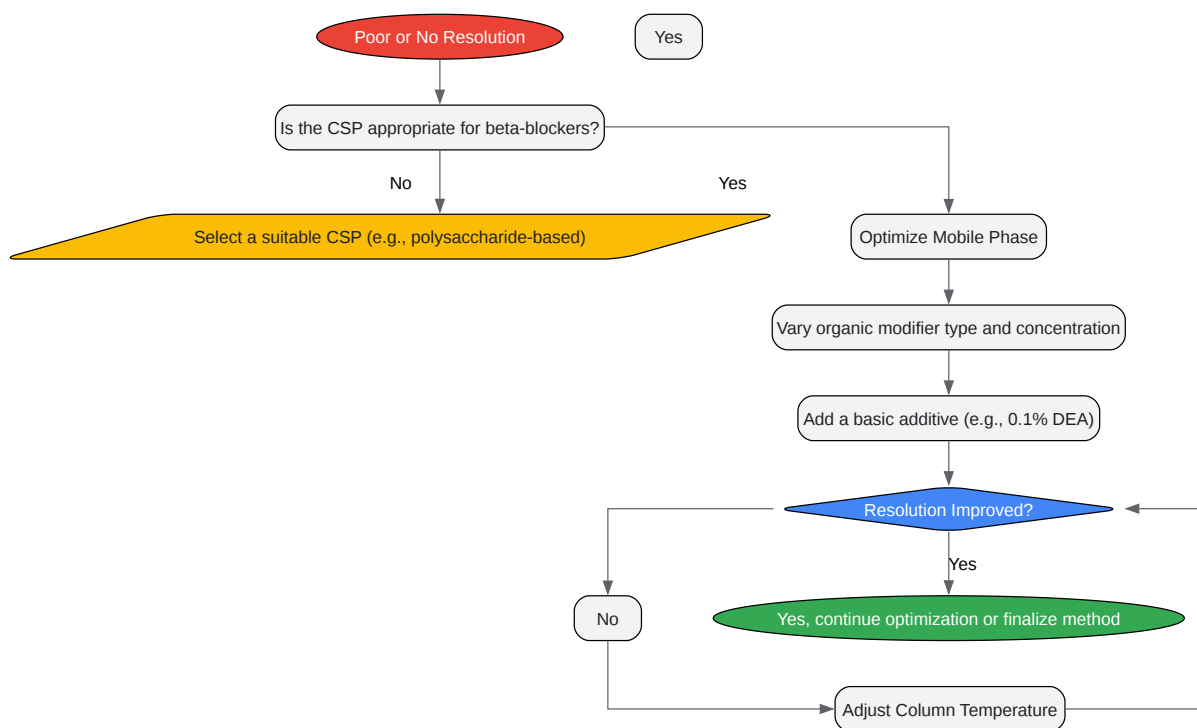 Poor or No Resolution
Yes
Is the CSP appropriate for beta-blockers?
No
Yes
Select a suitable CSP (e.g., polysaccharide-based)
Optimize Mobile Phase
Vary organic modifier type and concentration
Add a basic additive (e.g., 0.1% DEA)
Resolution Improved?
Yes
No
Yes, continue optimization or finalize method
Adjust Column Temperature